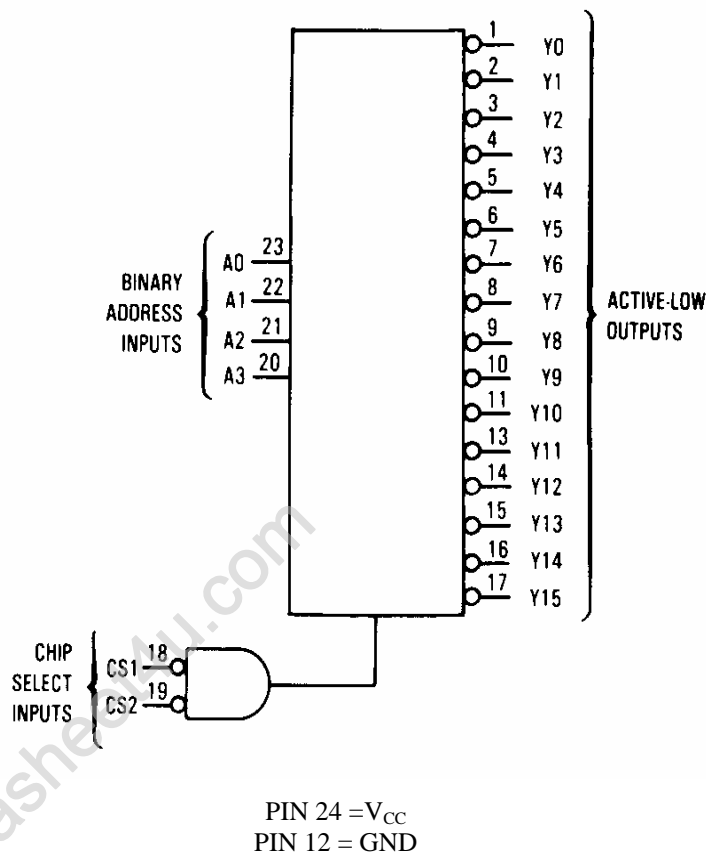 1 Y0
2 Y1
3 Y2
4 Y3
5 Y4
6 Y5
7 Y6
8 Y7
9 Y8
10 Y9
11 Y10
13 Y11
14 Y12
15 Y13
16 Y14
17 Y15
ACTIVE-LOW
OUTPUTS
BINARY
ADDRESS
INPUTS
A0 23
A1 22
A2 21
A3 20
CHIP
SELECT
INPUTS
CS1 18
CS2 19
asheet4u.com
PIN 24 =VCC
PIN 12 = GND